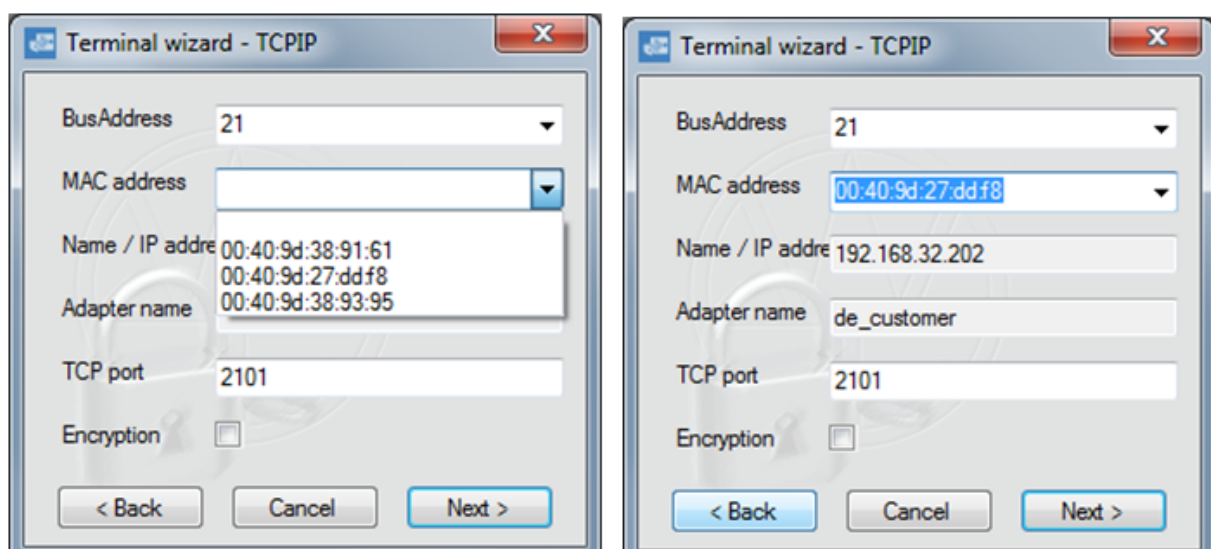 Terminal wizard - TCPIP
BusAddress 21
MAC address
00:40:9d:38:91:61
Name / IP addre
00:40:9d:27:dd:f8
00:40:9d:38:93:95
Adapter name
TCP port 2101
Encryption
< Back Cancel Next >
Terminal wizard - TCPIP
BusAddress 21
MAC address 00:40:9d:27:dd:f8
Name / IP addre 192.168.32.202
Adapter name de_customer
TCP port 2101
Encryption
< Back Cancel Next >